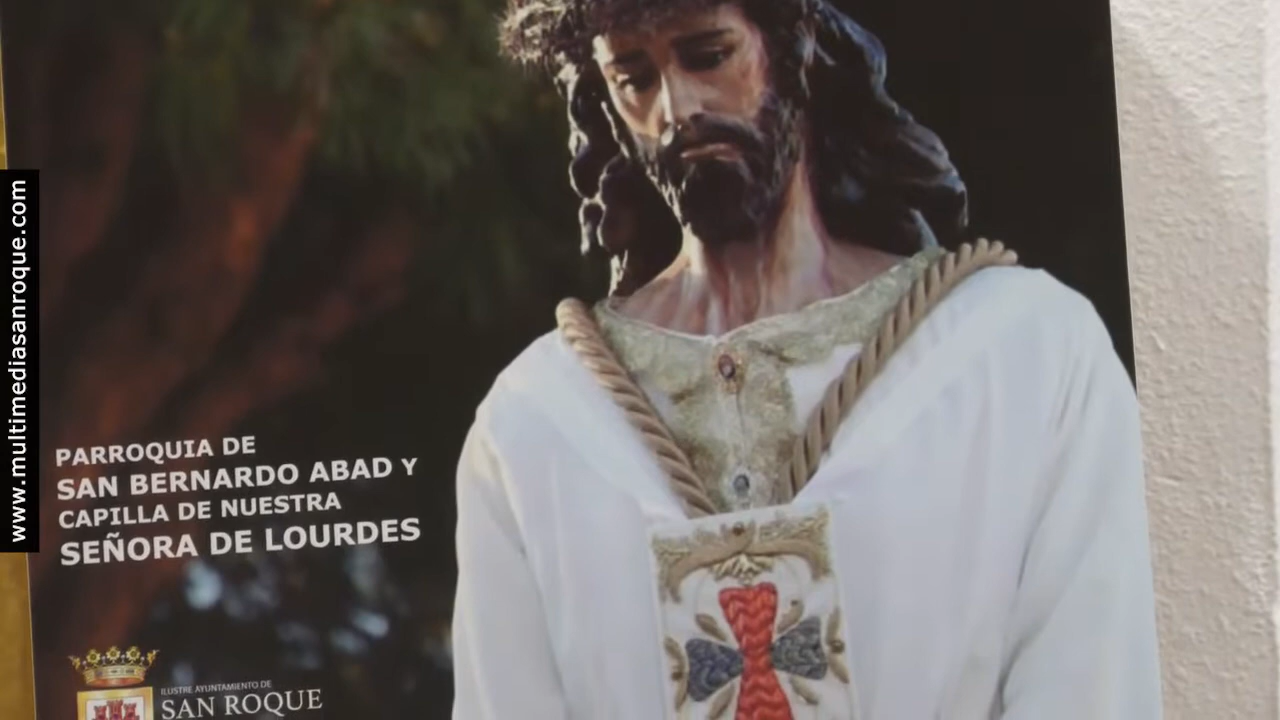 www.multimediasanroque.com
PARROQUIA DE
SAN BERNARDO ABAD Y
CAPILLA DE NUESTRA
SEÑORA DE LOURDES
ILUSTRE AYUNTAMIENTO DE
SAN ROQUE